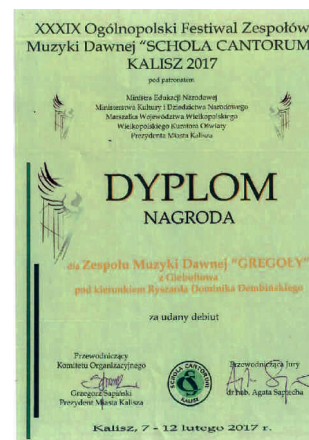 XXXIX Ogólnopolski Festiwal Zespołów
Muzyki Dawnej "SCHOLA CANTORUM
KALISZ 2017
pod patronatem
Ministra Edukacji Narodowej
Ministerstwa Kultury i Dziedzictwa Narodowego
Marszałka Województwa Wielkopolskiego
Wielkopolskiego Kuratora Oświaty
Prezydenta Miasta Kalisza
DYPLOM
NAGRODA
dla Zespołu Muzyki Dawnej "GREGOŁY"
z Giebułtowa
pod kierunkiem Ryszarda Dominika Dembińskiego
za udany debiut
Przewodniczący
Komitetu Organizacyjnego
Grzegorz Sapiński
Prezydent Miasta Kalisza
SCHOLA CANTORUM
KALISZ
Przewodnicząca Jury
dr hab. Agata Sapiecha
Kalisz, 7 - 12 lutego 2017 r.